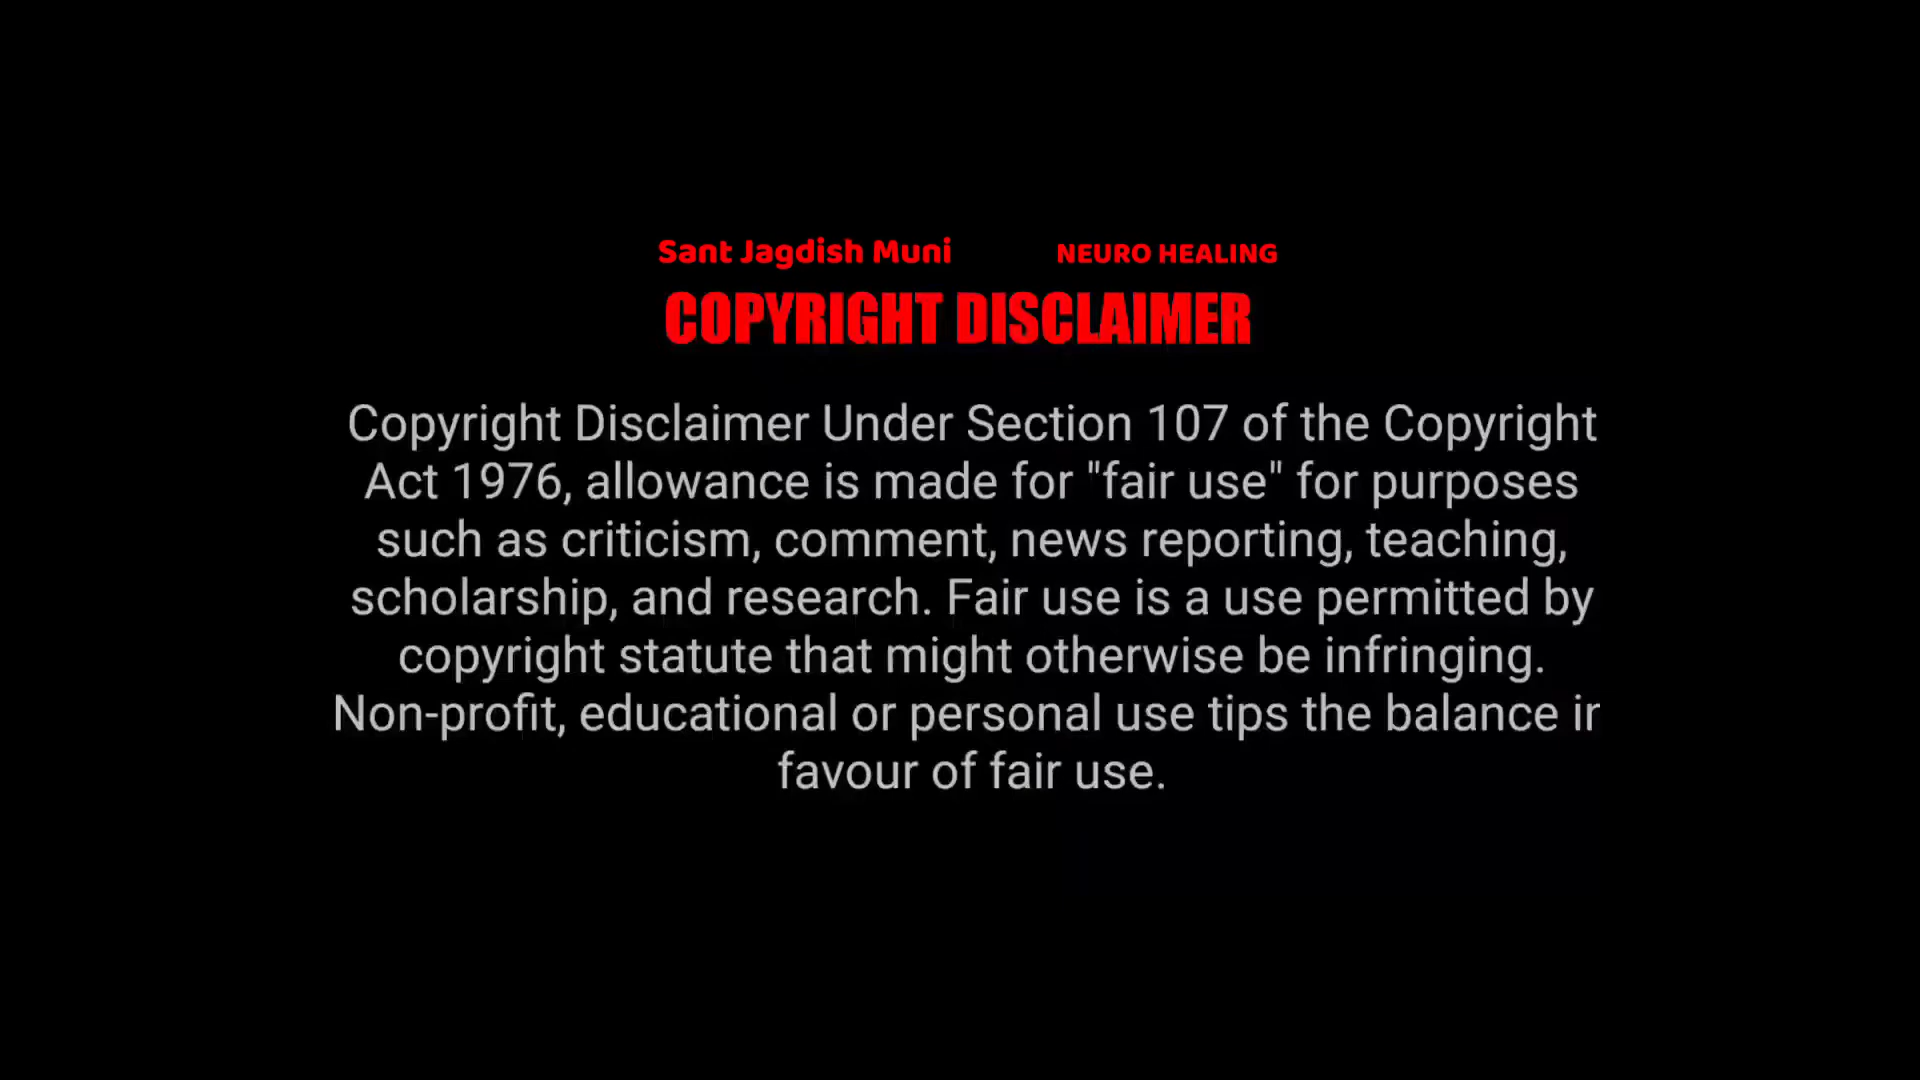 Sant Jagdish Muni NEURO HEALING
COPYRIGHT DISCLAIMER
Copyright Disclaimer Under Section 107 of the Copyright
Act 1976, allowance is made for "fair use" for purposes
such as criticism, comment, news reporting, teaching,
scholarship, and research. Fair use is a use permitted by
copyright statute that might otherwise be infringing.
Non-profit, educational or personal use tips the balance
favour of fair use.